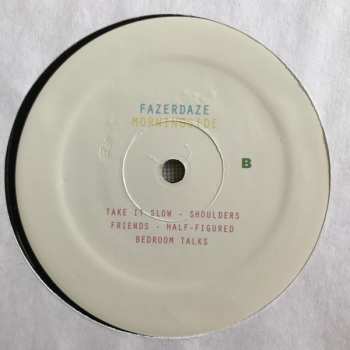 FAZERDAZE
MORNINGSIDE
B
TAKE IT SLOW - SHOULDERS
FRIENDS - HALF-FIGURED
BEDROOM TALKS